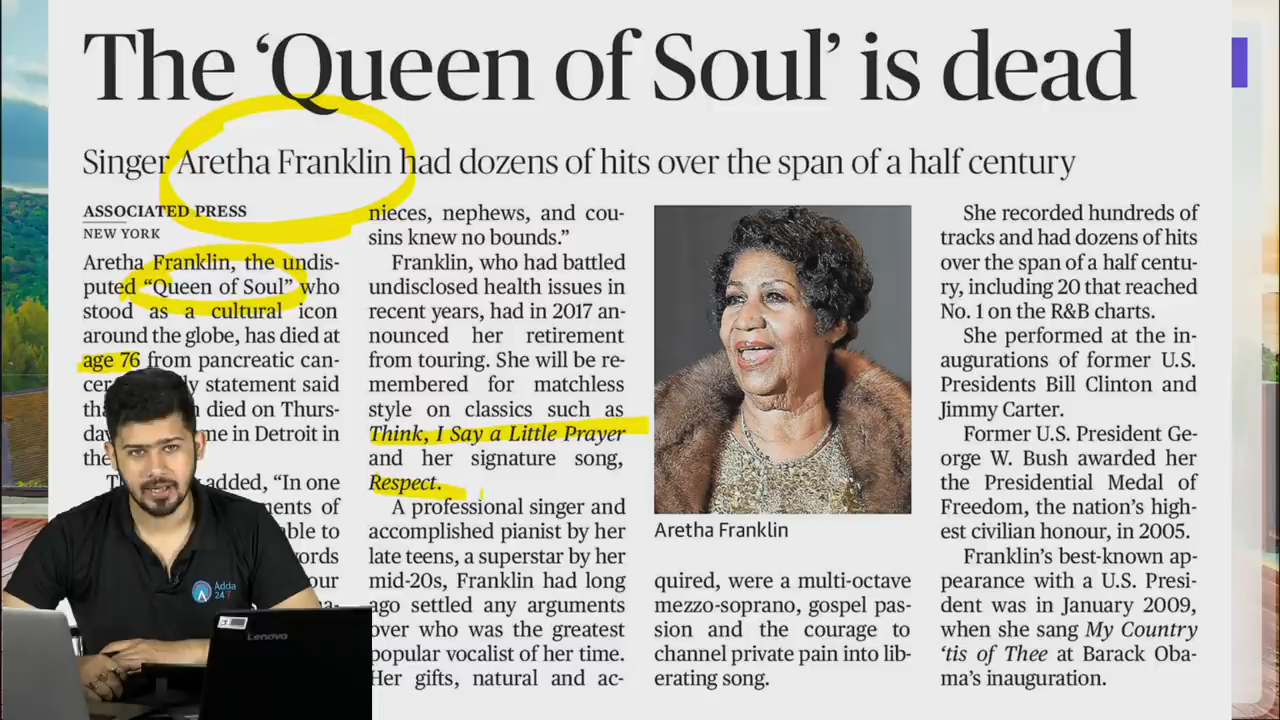 The ‘Queen of Soul’ is dead
Singer Aretha Franklin had dozens of hits over the span of a half century
ASSOCIATED PRESS
NEW YORK
Aretha Franklin, the undis-
puted “Queen of Soul” who
stood as a cultural icon
around the globe, has died at
age 76 from pancreatic can-
statement said
died on Thurs-
in Detroit in
added, “In one
to
nieces, nephews, and cou-
sins knew no bounds.”
Franklin, who had battled
undisclosed health issues in
recent years, had in 2017 an-
nounced her retirement
from touring. She will be re-
membered for matchless
style on classics such as
Think, I Say a Little Prayer
and her signature song,
Respect.
A professional singer and
accomplished pianist by her
late teens, a superstar by her
mid-20s, Franklin had long
ago settled any arguments
over who was the greatest
popular vocalist of her time.
Her gifts, natural and ac-
Aretha Franklin
quired, were a multi-octave
mezzo-soprano, gospel pas-
sion and the courage to
channel private pain into lib-
erating song.
She recorded hundreds of
tracks and had dozens of hits
over the span of a half centu-
ry, including 20 that reached
No. 1 on the R&B charts.
She performed at the in-
augurations of former U.S.
Presidents Bill Clinton and
Jimmy Carter.
Former U.S. President Ge-
orge W. Bush awarded her
the Presidential Medal of
Freedom, the nation’s high-
est civilian honour, in 2005.
Franklin’s best-known ap-
pearance with a U.S. Presi-
dent was in January 2009,
when she sang My Country
‘tis of Thee at Barack Oba-
ma’s inauguration.
Adda
247
Lenovo